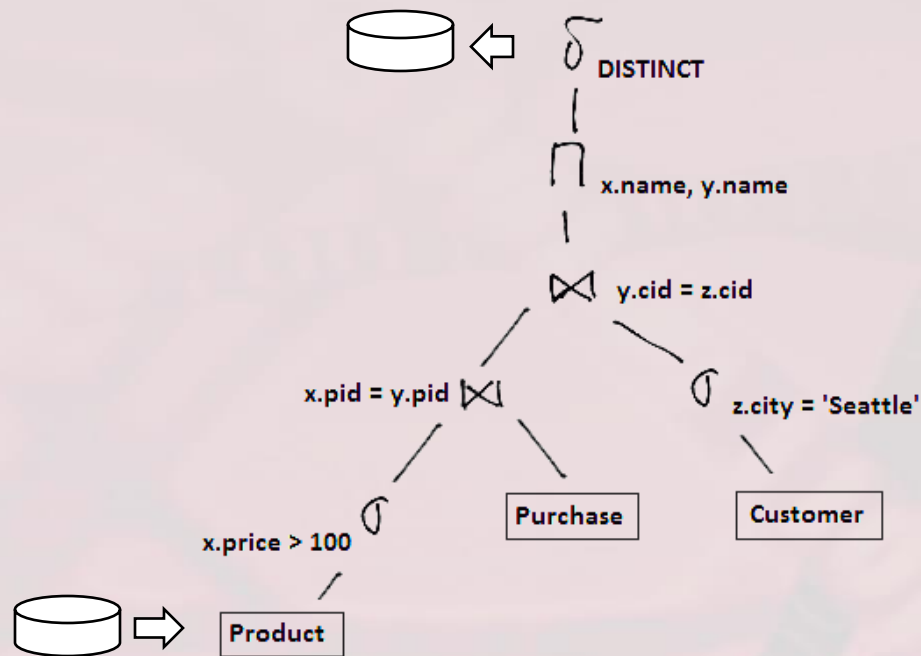 δ DISTINCT
Π x.name, y.name
⋈ y.cid = z.cid
x.pid = y.pid ⋈
σ z.city = 'Seattle'
x.price > 100 σ
Purchase
Customer
Product